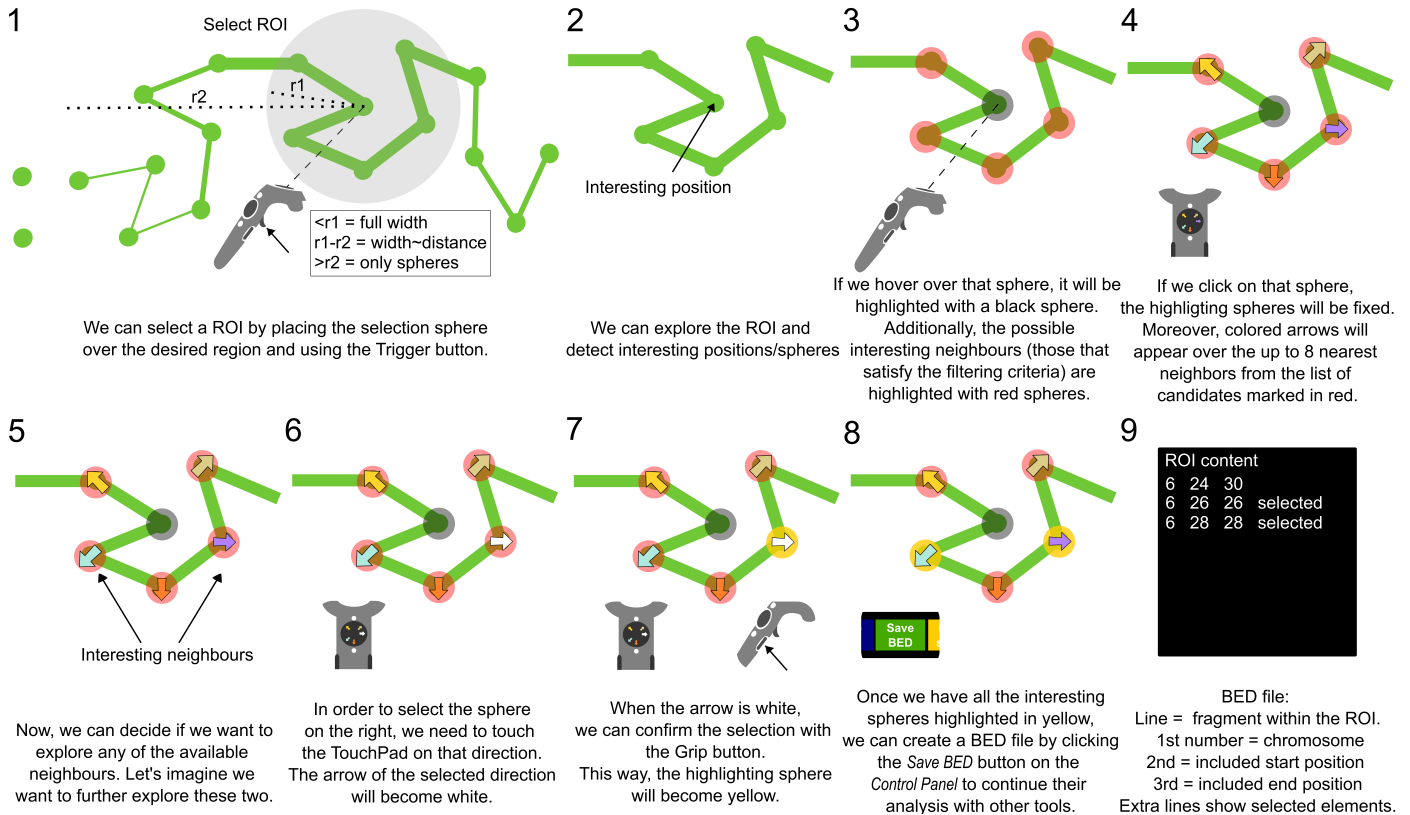 1
Select ROI
r1
r2
<r1 = full width
r1-r2 = width~distance
>r2 = only spheres
We can select a ROI by placing the selection sphere
over the desired region and using the Trigger button.
2
Interesting position
We can explore the ROI and
detect interesting positions/spheres
3
If we hover over that sphere, it will be
highlighted with a black sphere.
Additionally, the possible
interesting neighbours (those that
satisfy the filtering criteria) are
highlighted with red spheres.
4
If we click on that sphere,
the highligting spheres will be fixed.
Moreover, colored arrows will
appear over the up to 8 nearest
neighbors from the list of
candidates marked in red.
5
Interesting neighbours
Now, we can decide if we want to
explore any of the available
neighbours. Let's imagine we
want to further explore these two.
6
In order to select the sphere
on the right, we need to touch
the TouchPad on that direction.
The arrow of the selected direction
will become white.
7
When the arrow is white,
we can confirm the selection with
the Grip button.
This way, the highlighting sphere
will become yellow.
8
Save
BED
Once we have all the interesting
spheres highlighted in yellow,
we can create a BED file by clicking
the Save BED button on the
Control Panel to continue their
analysis with other tools.
9
ROI content
6 24 30
6 26 26 selected
6 28 28 selected
BED file:
Line = fragment within the ROI.
1st number = chromosome
2nd = included start position
3rd = included end position
Extra lines show selected elements.